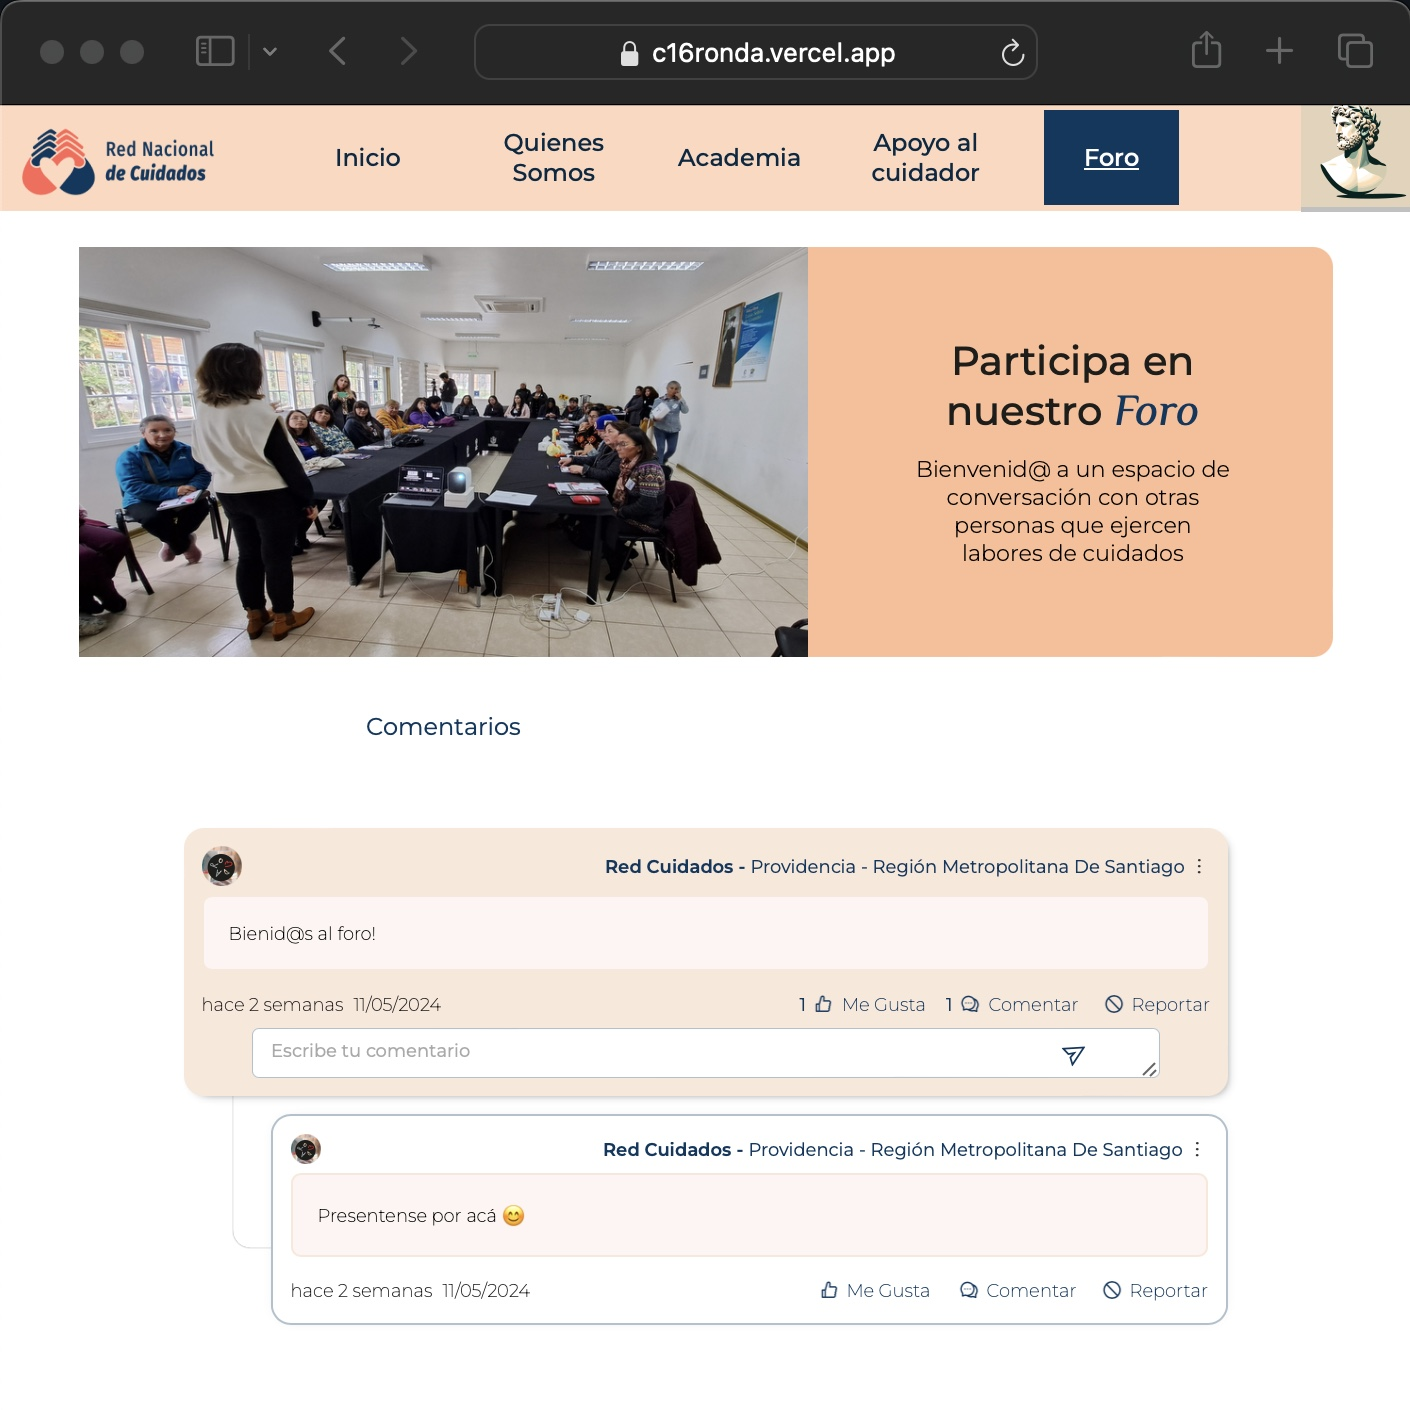 c16ronda.vercel.app
Red Nacional
de Cuidados
Inicio
Quienes
Somos
Academia
Apoyo al
cuidador
Foro
Participa en
nuestro Foro
Bienvenid@ a un espacio de
conversación con otras
personas que ejercen
labores de cuidados
Comentarios
Red Cuidados - Providencia - Región Metropolitana De Santiago
Bienid@s al foro!
hace 2 semanas 11/05/2024 1 Me Gusta 1 Comentar Reportar
Escribe tu comentario
Red Cuidados - Providencia - Región Metropolitana De Santiago
Presentense por acá 😊
hace 2 semanas 11/05/2024 Me Gusta Comentar Reportar